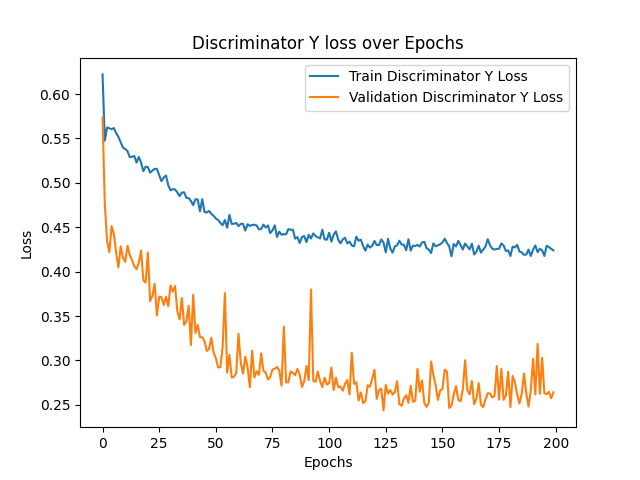 Discriminator Y loss over Epochs
Train Discriminator Y Loss
Validation Discriminator Y Loss
Loss
0.60
0.55
0.50
0.45
0.40
0.35
0.30
0.25
0 25 50 75 100 125 150 175 200
Epochs